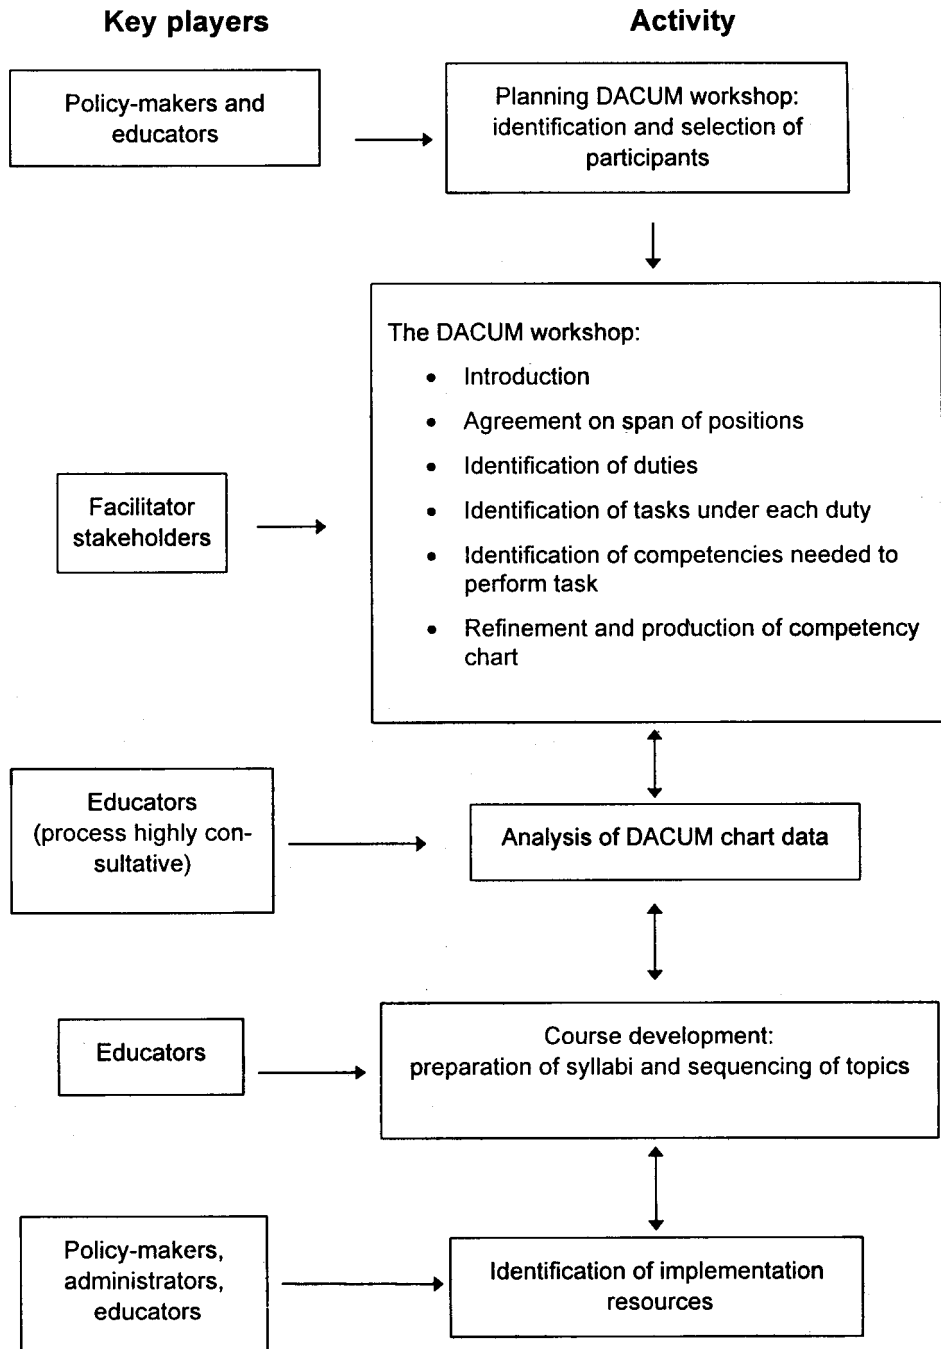 Key players
Activity
Policy-makers and
educators
Planning DACUM workshop:
identification and selection of
participants
The DACUM workshop:
• Introduction
• Agreement on span of positions
• Identification of duties
• Identification of tasks under each duty
• Identification of competencies needed to
perform task
• Refinement and production of competency
chart
Facilitator
stakeholders
Educators
(process highly con-
sultative)
Analysis of DACUM chart data
Educators
Course development:
preparation of syllabi and sequencing of topics
Policy-makers,
administrators,
educators
Identification of implementation
resources